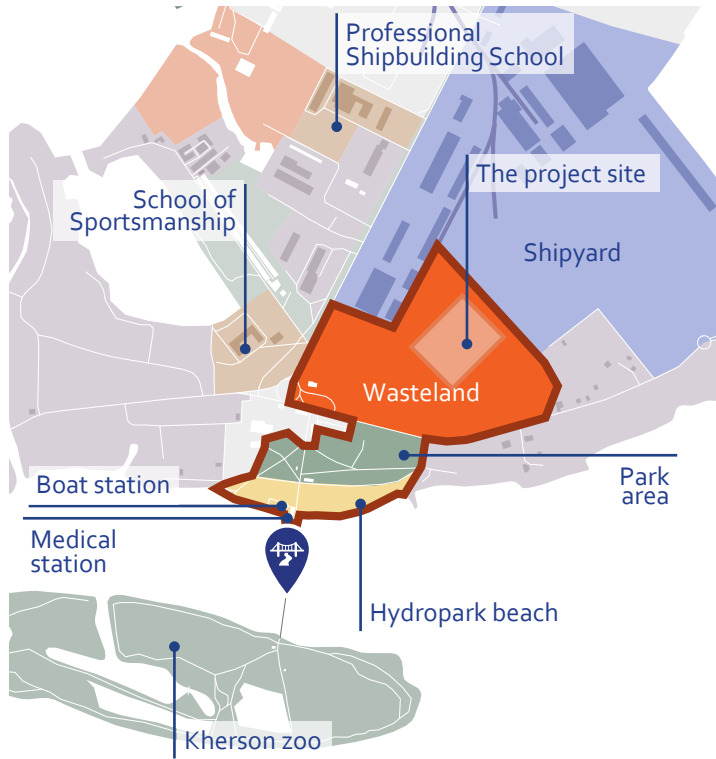 Professional
Shipbuilding School
The project site
School of
Sportsmanship
Shipyard
Wasteland
Boat station
Park
area
Medical
station
Hydropark beach
Kherson zoo